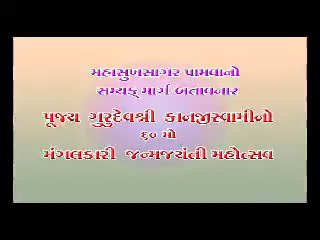 મહાસુખસાગર પામવાનો
સમ્યક્ માર્ગ બતાવનાર
પૂજ્ય ગુરુદેવશ્રી કાનજીસ્વામીનો
૬૦ મો
મંગલકારી જન્મજયંતી મહોત્સવ